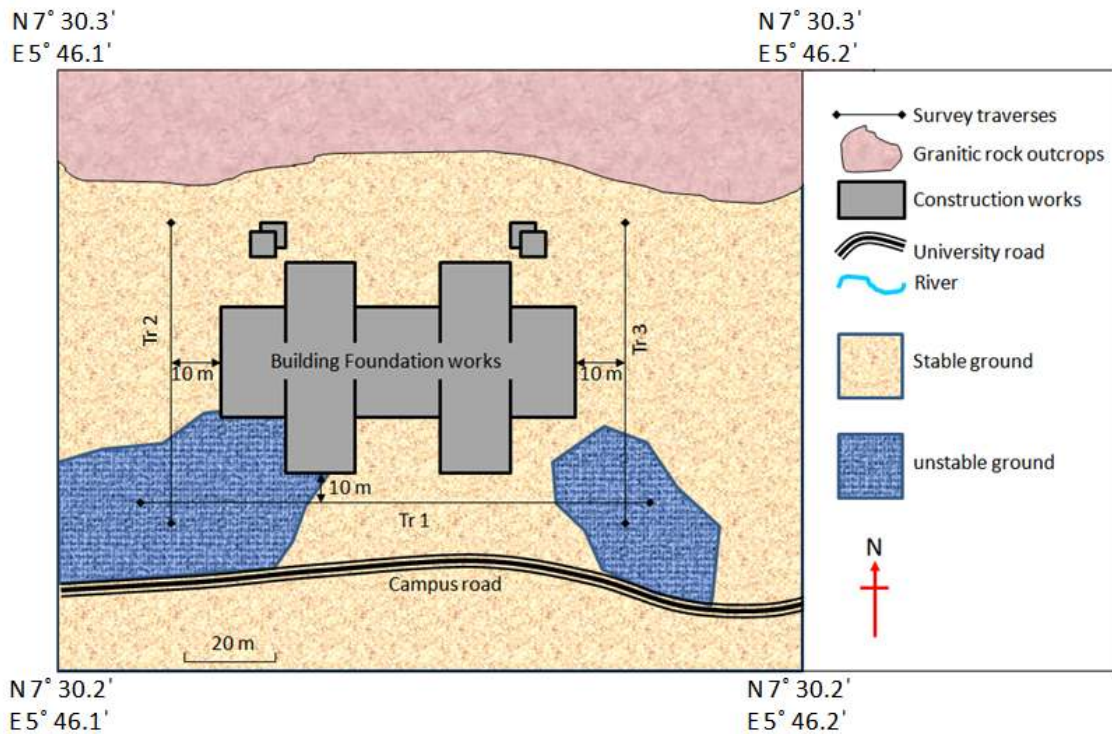 N 7° 30.3'
E 5° 46.1'
N 7° 30.3'
E 5° 46.2'
Survey traverses
Granitic rock outcrops
Construction works
University road
River
Stable ground
unstable ground
N
Tr 2
Tr 3
Building Foundation works
10 m
10 m
10 m
Tr 1
Campus road
20 m
N 7° 30.2'
E 5° 46.1'
N 7° 30.2'
E 5° 46.2'